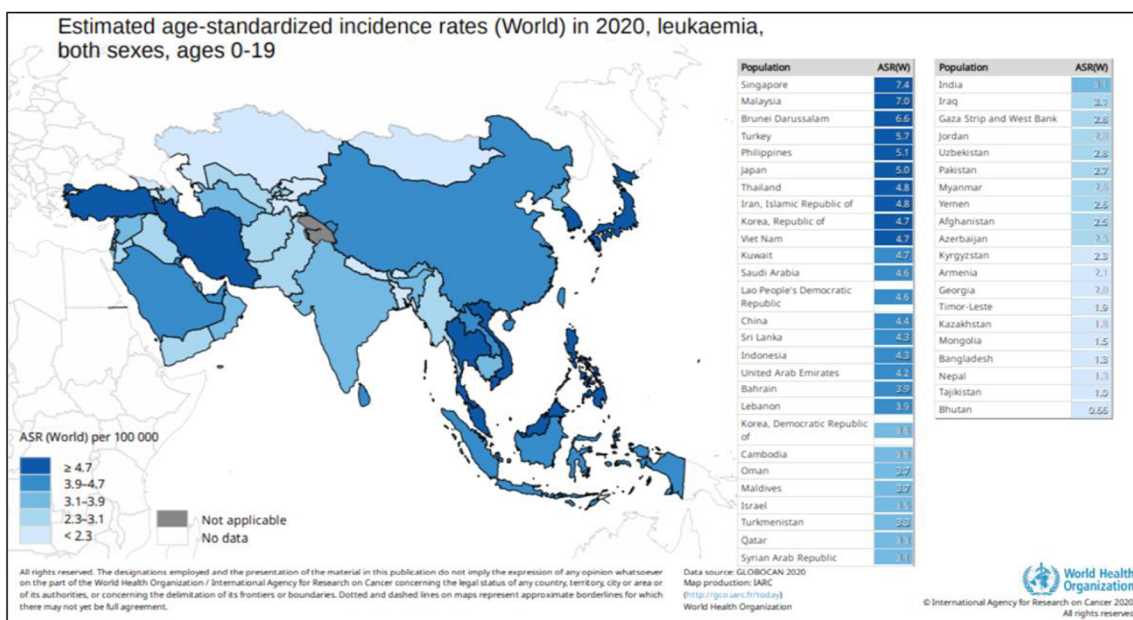 Estimated age-standardized incidence rates (World) in 2020, leukaemia,
both sexes, ages 0-19
Population ASR(W)
Singapore 7.4
Malaysia 7.0
Brunei Darussalam 6.6
Turkey 5.7
Philippines 5.1
Japan 5.0
Thailand 4.8
Iran, Islamic Republic of 4.8
Korea, Republic of 4.7
Viet Nam 4.7
Kuwait 4.7
Saudi Arabia 4.6
Lao People's Democratic
Republic 4.6
China 4.4
Sri Lanka 4.3
Indonesia 4.3
United Arab Emirates 4.2
Bahrain 3.9
Lebanon 3.9
Korea, Democratic Republic
of 3.8
Cambodia 3.8
Oman 3.7
Maldives 3.7
Israel
Turkmenistan 3.3
Qatar
Syrian Arab Republic 3.1
Population ASR(W)
India
Iraq 3.1
Gaza Strip and West Bank 2.8
Jordan
Uzbekistan 2.8
Pakistan 2.7
Myanmar
Yemen 2.6
Afghanistan 2.5
Azerbaijan
Kyrgyzstan 2.3
Armenia 2.1
Georgia 2.0
Timor-Leste 1.9
Kazakhstan
Mongolia 1.5
Bangladesh 1.3
Nepal 1.3
Tajikistan 1.0
Bhutan 0.66
ASR (World) per 100 000
≥ 4.7
3.9–4.7
3.1–3.9
2.3–3.1
< 2.3
Not applicable
No data
All rights reserved. The designations employed and the presentation of the material in this publication do not imply the expression of any opinion whatsoever
on the part of the World Health Organization / International Agency for Research on Cancer concerning the legal status of any country, territory, city or area or
of its authorities, or concerning the delimitation of its frontiers or boundaries. Dotted and dashed lines on maps represent approximate borderlines for which
there may not yet be full agreement.
Data source: GLOBOCAN 2020
Map production: IARC
(http://gco.iarc.fr/today)
World Health Organization
World Health
Organization
© International Agency for Research on Cancer 2020
All rights reserved